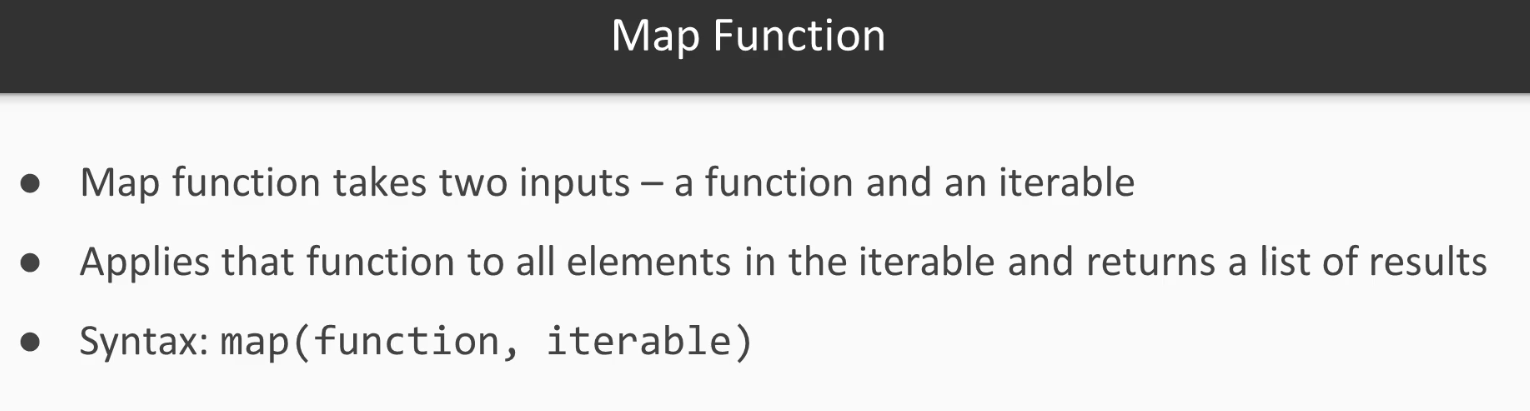 Map Function
● Map function takes two inputs – a function and an iterable
● Applies that function to all elements in the iterable and returns a list of results
● Syntax: map(function, iterable)